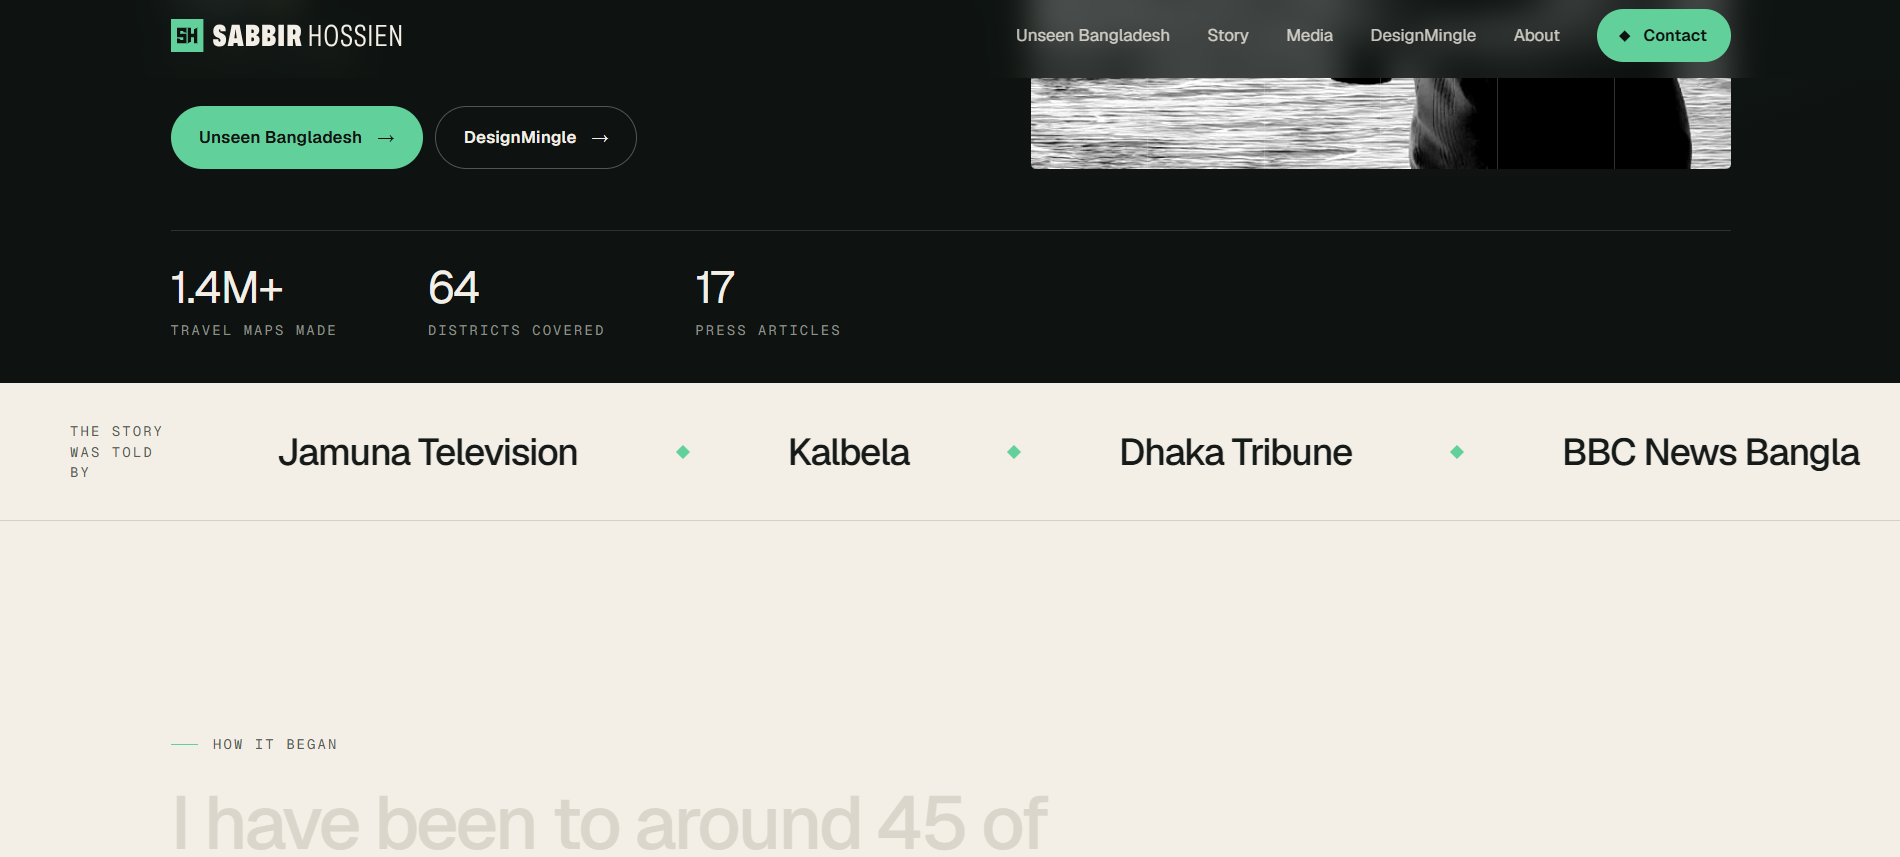 SH SABBIR HOSSIEN
Unseen Bangladesh
Story
Media
DesignMingle
About
◆ Contact
Unseen Bangladesh →
DesignMingle →
1.4M+
TRAVEL MAPS MADE
64
DISTRICTS COVERED
17
PRESS ARTICLES
THE STORY
WAS TOLD
BY
Jamuna Television ◆ Kalbela ◆ Dhaka Tribune ◆ BBC News Bangla
HOW IT BEGAN
I have been to around 45 of